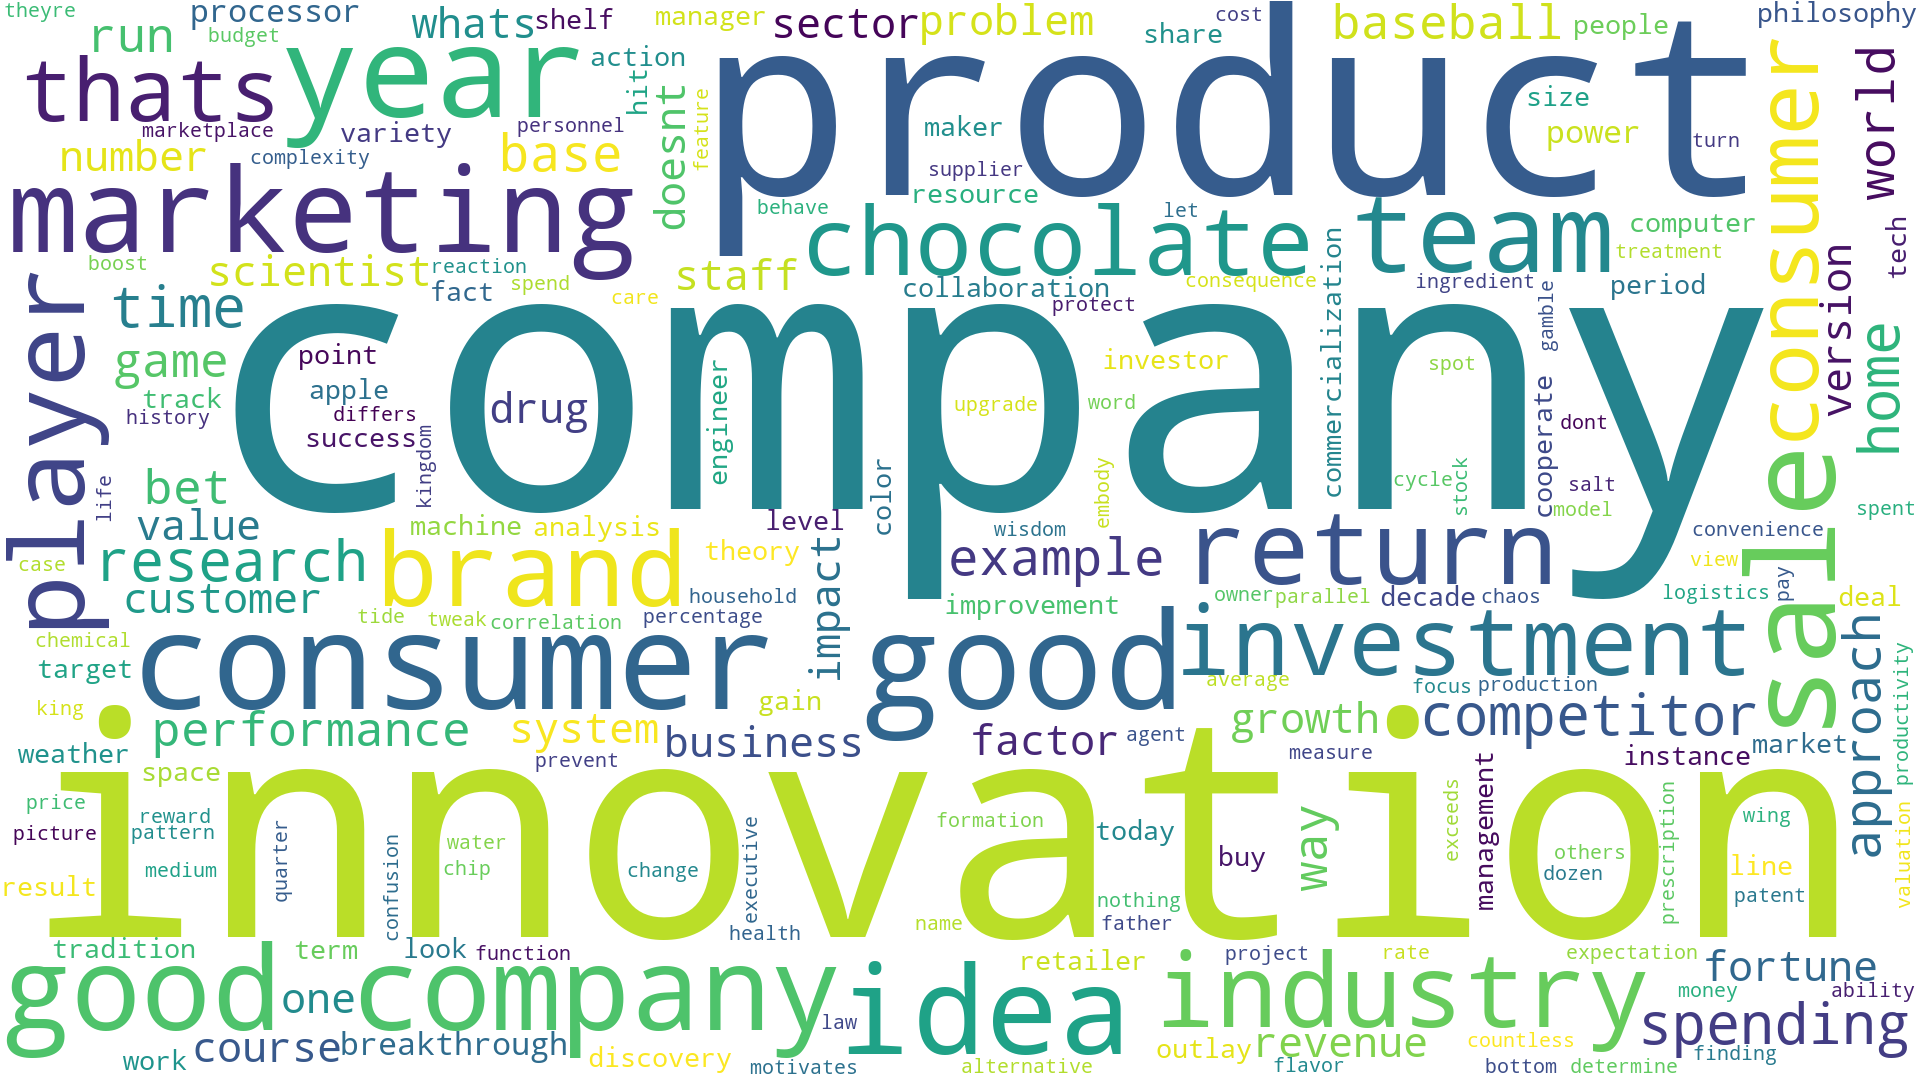 theyre
processor
whats
shelf
manager
sector
problem
cost
baseball
people
philosophy
run
budget
year
action
share
product
thats
hit
size
world
marketplace
variety
personnel
doesnt
feature
maker
power
turn
econsumer
number
complexity
base
supplier
marketing
resource
behave
let
chocolate
team
computer
tech
boost
scientist
reaction
spend
staff
care
collaboration
consequence
protect
commercialization
ingredient
treatment
period
version
time
fact
company
gamble
home
player
game
point
investor
spot
track
apple
drug
engineer
upgrade
word
cooperate
history
differs
success
dont
bet
life
kingdom
color
embody
cycle
stock
salt
model
sale
spent
value
machine
analysis
level
wisdom
convenience
case
research
brand
theory
impact
example
return
view
customer
household
improvement
owner
parallel
decade
chaos
logistics
pay
deal
tide
tweak
correlation
percentage
chemical
target
consumer
good
investment
approach
productivity
king
gain
average
focus
production
performance
system
business
factor
agent
growth
competitor
weather
space
prevent
measure
instance
market
innovation
management
price
reward
picture
pattern
formation
today
exceeds
prescription
wing
medium
quarter
confusion
water
chip
change
executive
buy
way
others
dozen
line
valuation
result
patent
nothing
name
father
health
tradition
term
look
function
retailer
project
rate
expectation
fortune
good company
one
idea
industry
money
ability
law
spending
work
course
breakthrough
discovery
motivates
alternative
outlay
revenue
flavor
countless
bottom
determine
finding